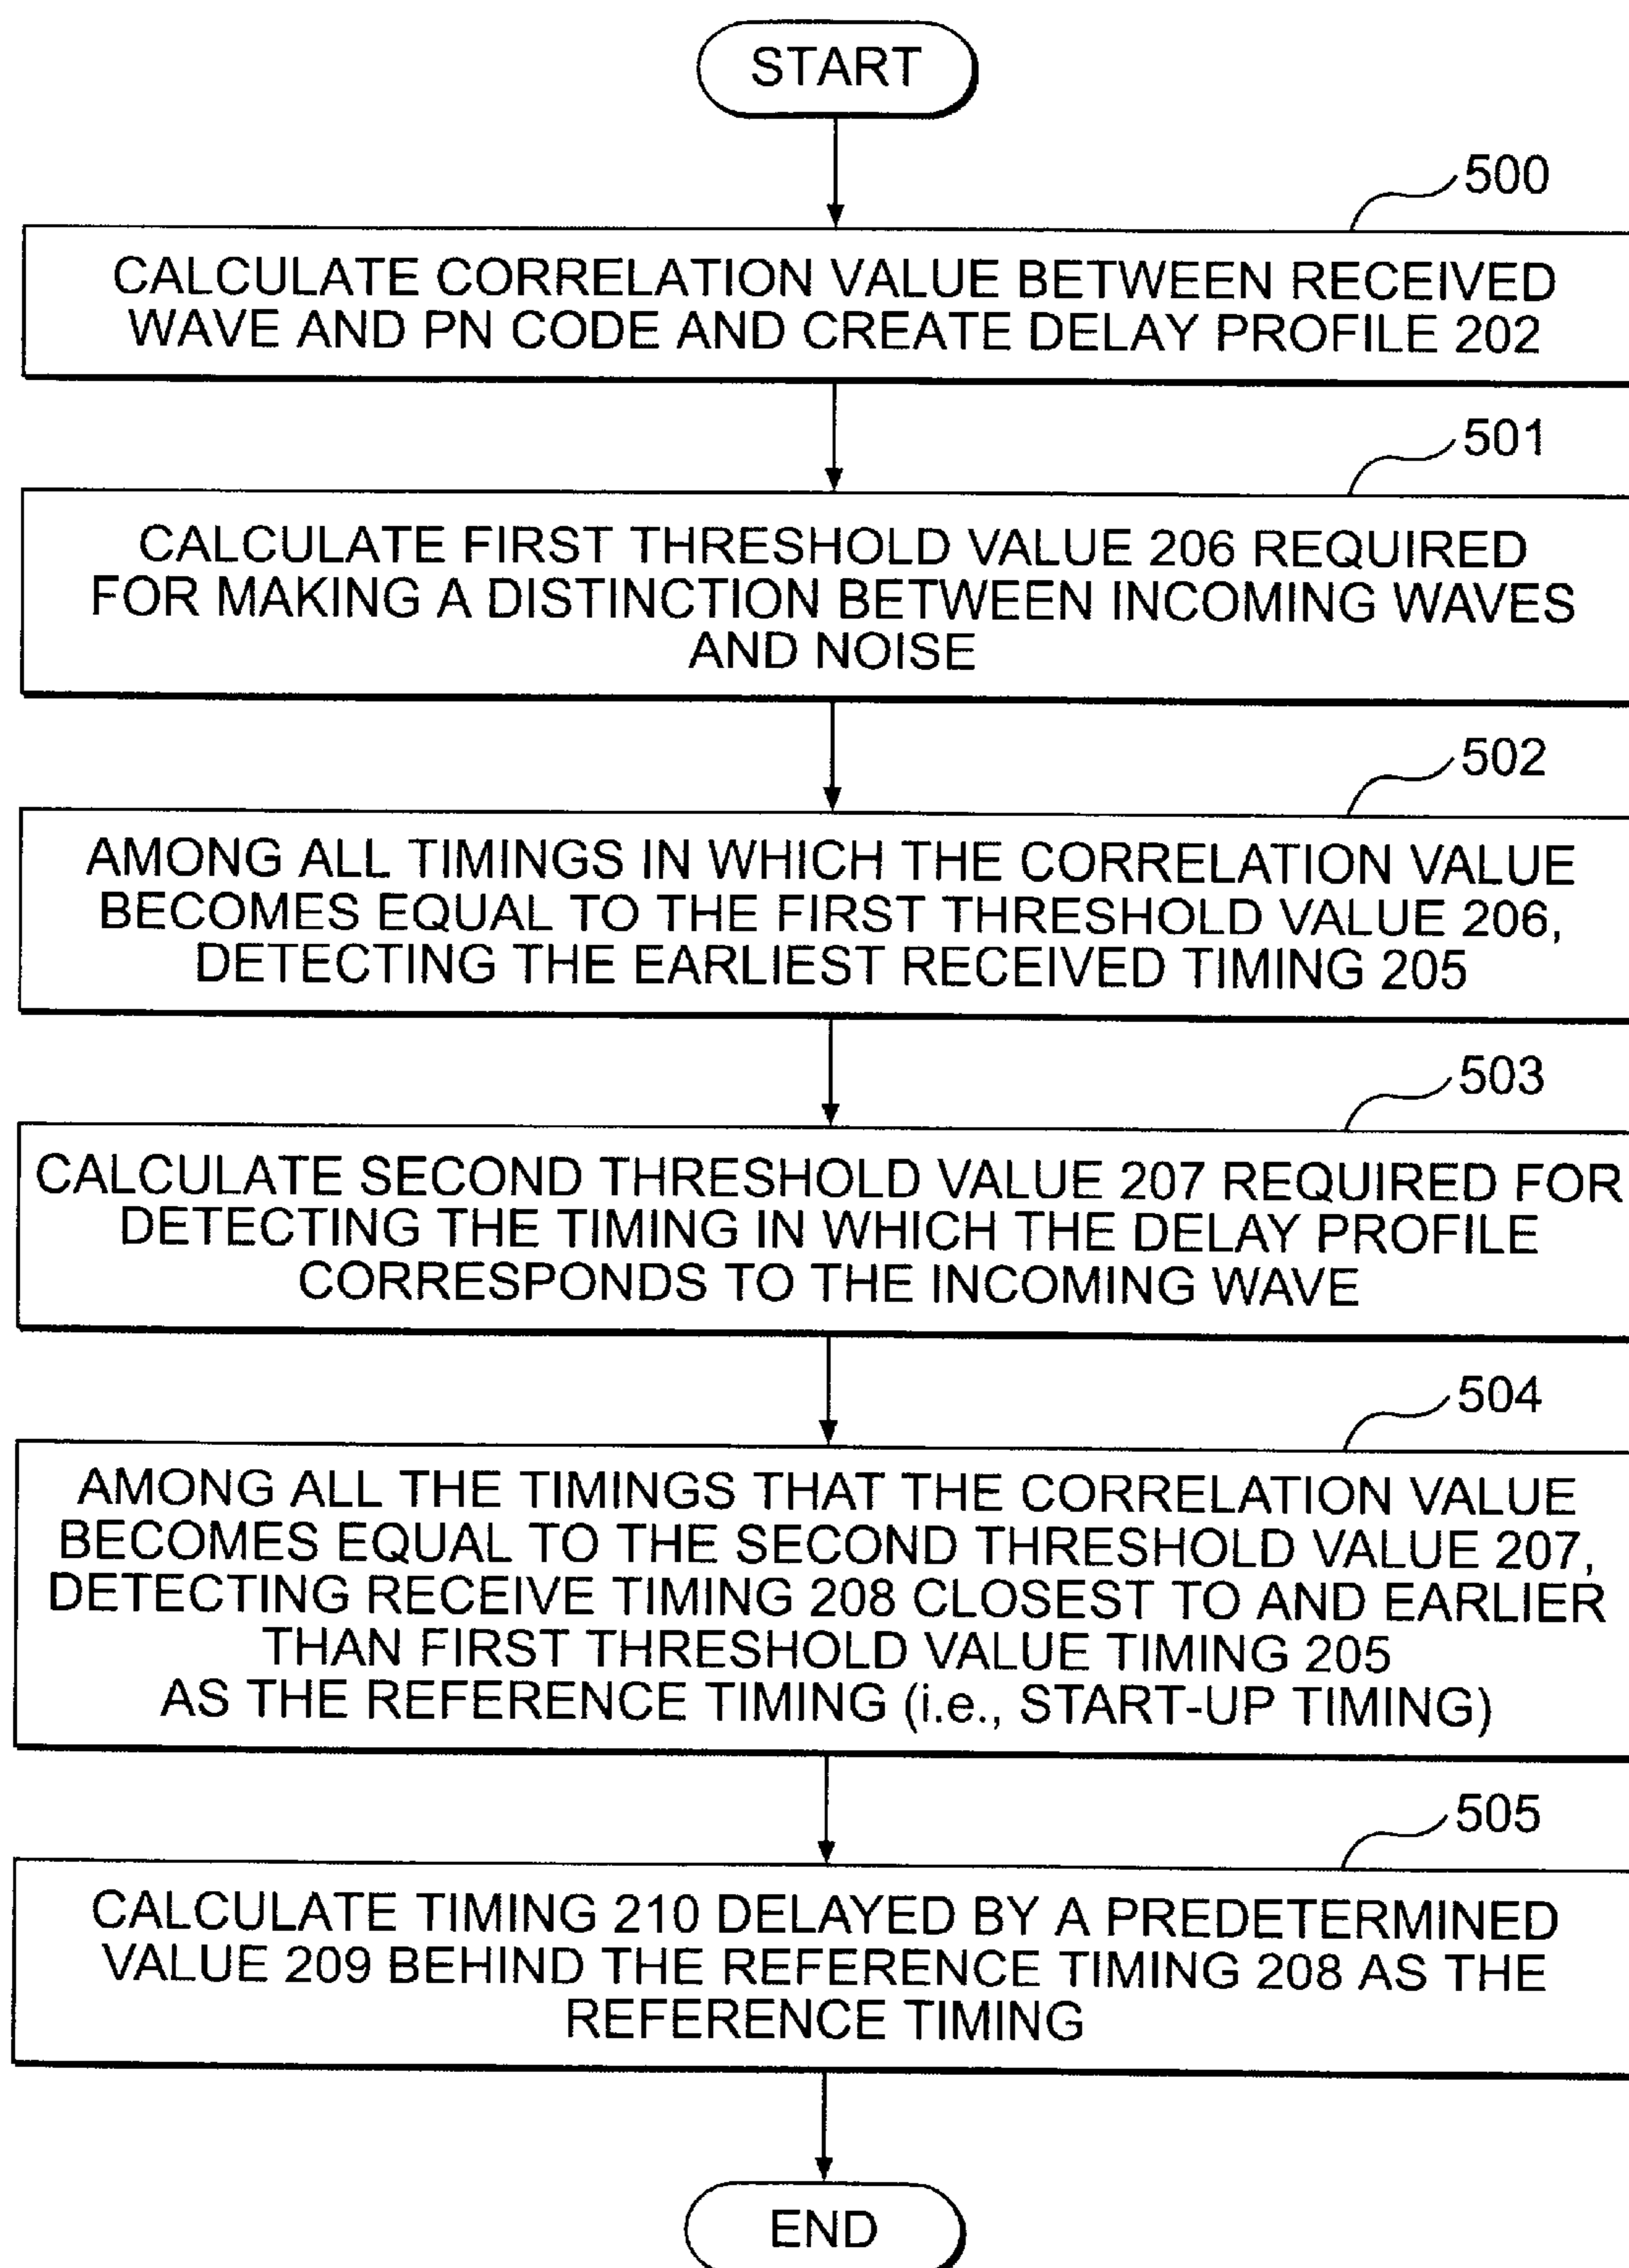 START
500
CALCULATE CORRELATION VALUE BETWEEN RECEIVED
WAVE AND PN CODE AND CREATE DELAY PROFILE 202
501
CALCULATE FIRST THRESHOLD VALUE 206 REQUIRED
FOR MAKING A DISTINCTION BETWEEN INCOMING WAVES
AND NOISE
502
AMONG ALL TIMINGS IN WHICH THE CORRELATION VALUE
BECOMES EQUAL TO THE FIRST THRESHOLD VALUE 206,
DETECTING THE EARLIEST RECEIVED TIMING 205
503
CALCULATE SECOND THRESHOLD VALUE 207 REQUIRED FOR
DETECTING THE TIMING IN WHICH THE DELAY PROFILE
CORRESPONDS TO THE INCOMING WAVE
504
AMONG ALL THE TIMINGS THAT THE CORRELATION VALUE
BECOMES EQUAL TO THE SECOND THRESHOLD VALUE 207,
DETECTING RECEIVE TIMING 208 CLOSEST TO AND EARLIER
THAN FIRST THRESHOLD VALUE TIMING 205
AS THE REFERENCE TIMING (i.e., START-UP TIMING)
505
CALCULATE TIMING 210 DELAYED BY A PREDETERMINED
VALUE 209 BEHIND THE REFERENCE TIMING 208 AS THE
REFERENCE TIMING
END